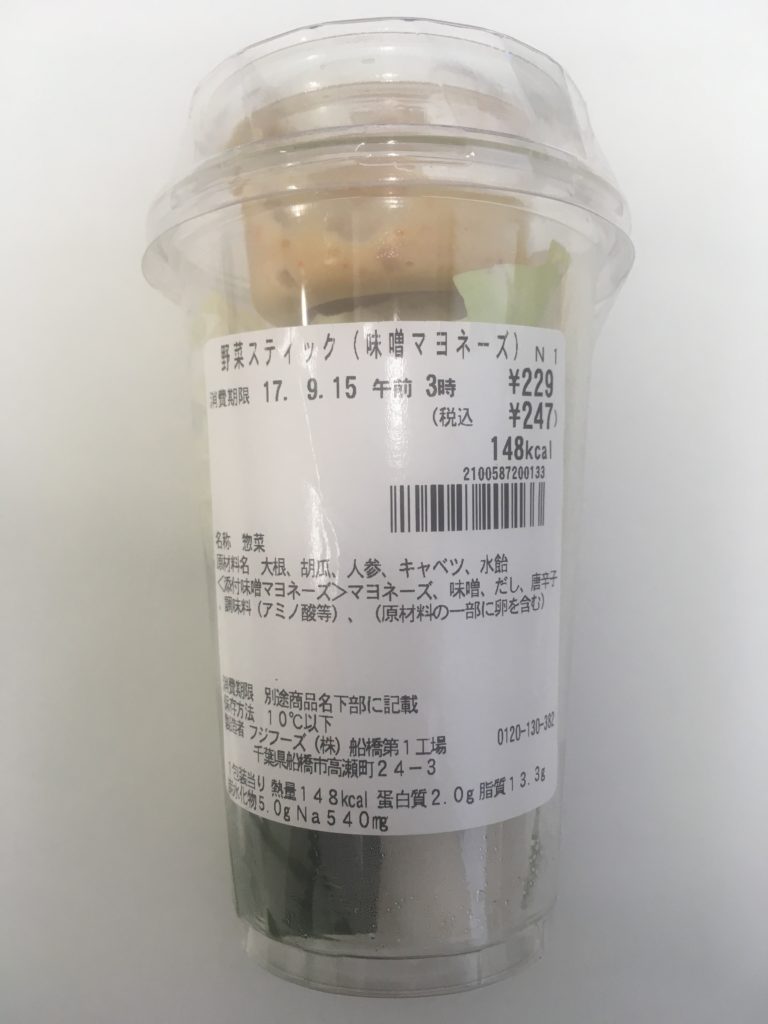 野菜スティック(味噌マヨネーズ) N1
消費期限 17. 9.15 午前 3時 ¥229
(税込 ¥247)
148kcal
2100587200133
名称 惣菜
原材料名 大根、胡瓜、人参、キャベツ、水飴
<添付味噌マヨネーズ>マヨネーズ、味噌、だし、唐辛子
、調味料(アミノ酸等)、(原材料の一部に卵を含む)
消費期限 別途商品名下部に記載
保存方法 10℃以下
製造者 フジフーズ(株)船橋第1工場 0120-130-382
千葉県船橋市高瀬町24-3
1包装当り 熱量148kcal 蛋白質2.0g 脂質13.3g
炭水化物5.0g Na540mg